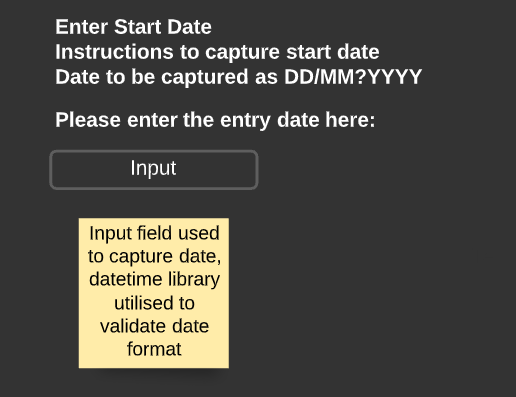 Enter Start Date
Instructions to capture start date
Date to be captured as DD/MM?YYYY
Please enter the entry date here:
Input
Input field used
to capture date,
datetime library
utilised to
validate date
format